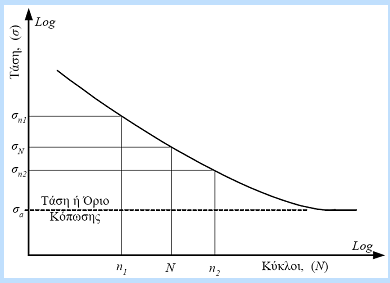 Log
Τάση, (σ)
σn1
σN
σn2
Τάση ή Όριο
Κόπωσης
σa
Log
n1
N
n2
Κύκλοι, (N)